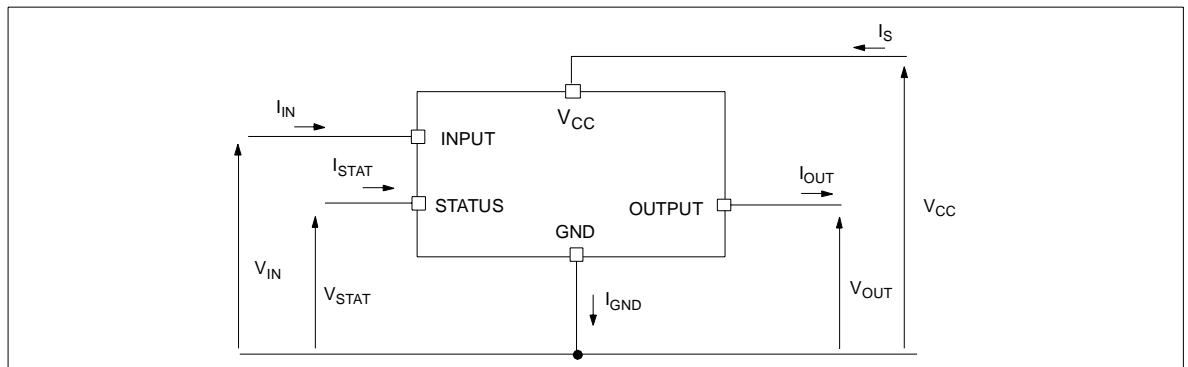 I_S
V_CC
I_IN
INPUT
I_STAT
I_OUT
STATUS
OUTPUT
V_CC
GND
V_IN
V_STAT
V_OUT
I_GND